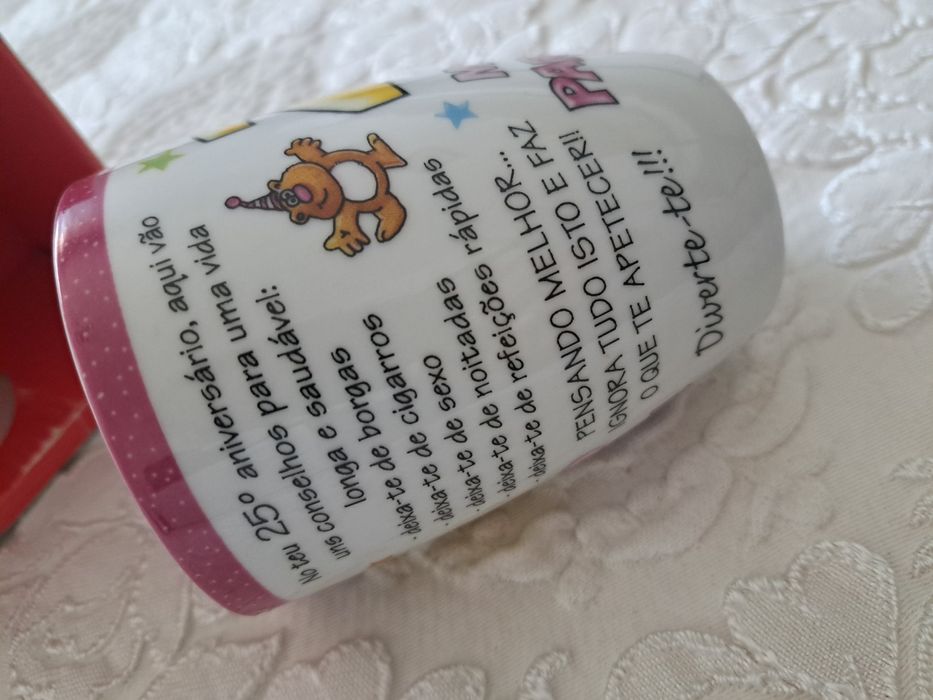 No teu 25º aniversário, aqui vão
uns conselhos para uma vida
longa e saudável:
· deixa-te de borgas
· deixa-te de cigarros
· deixa-te de sexo
· deixa-te de noitadas
· deixa-te de refeições rápidas
PENSANDO MELHOR...
IGNORA TUDO ISTO E FAZ
O QUE TE APETECER!!
Diverte-te!!!